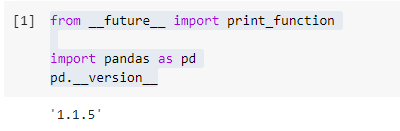 [1] from __future__ import print_function
import pandas as pd
pd.__version__
'1.1.5'